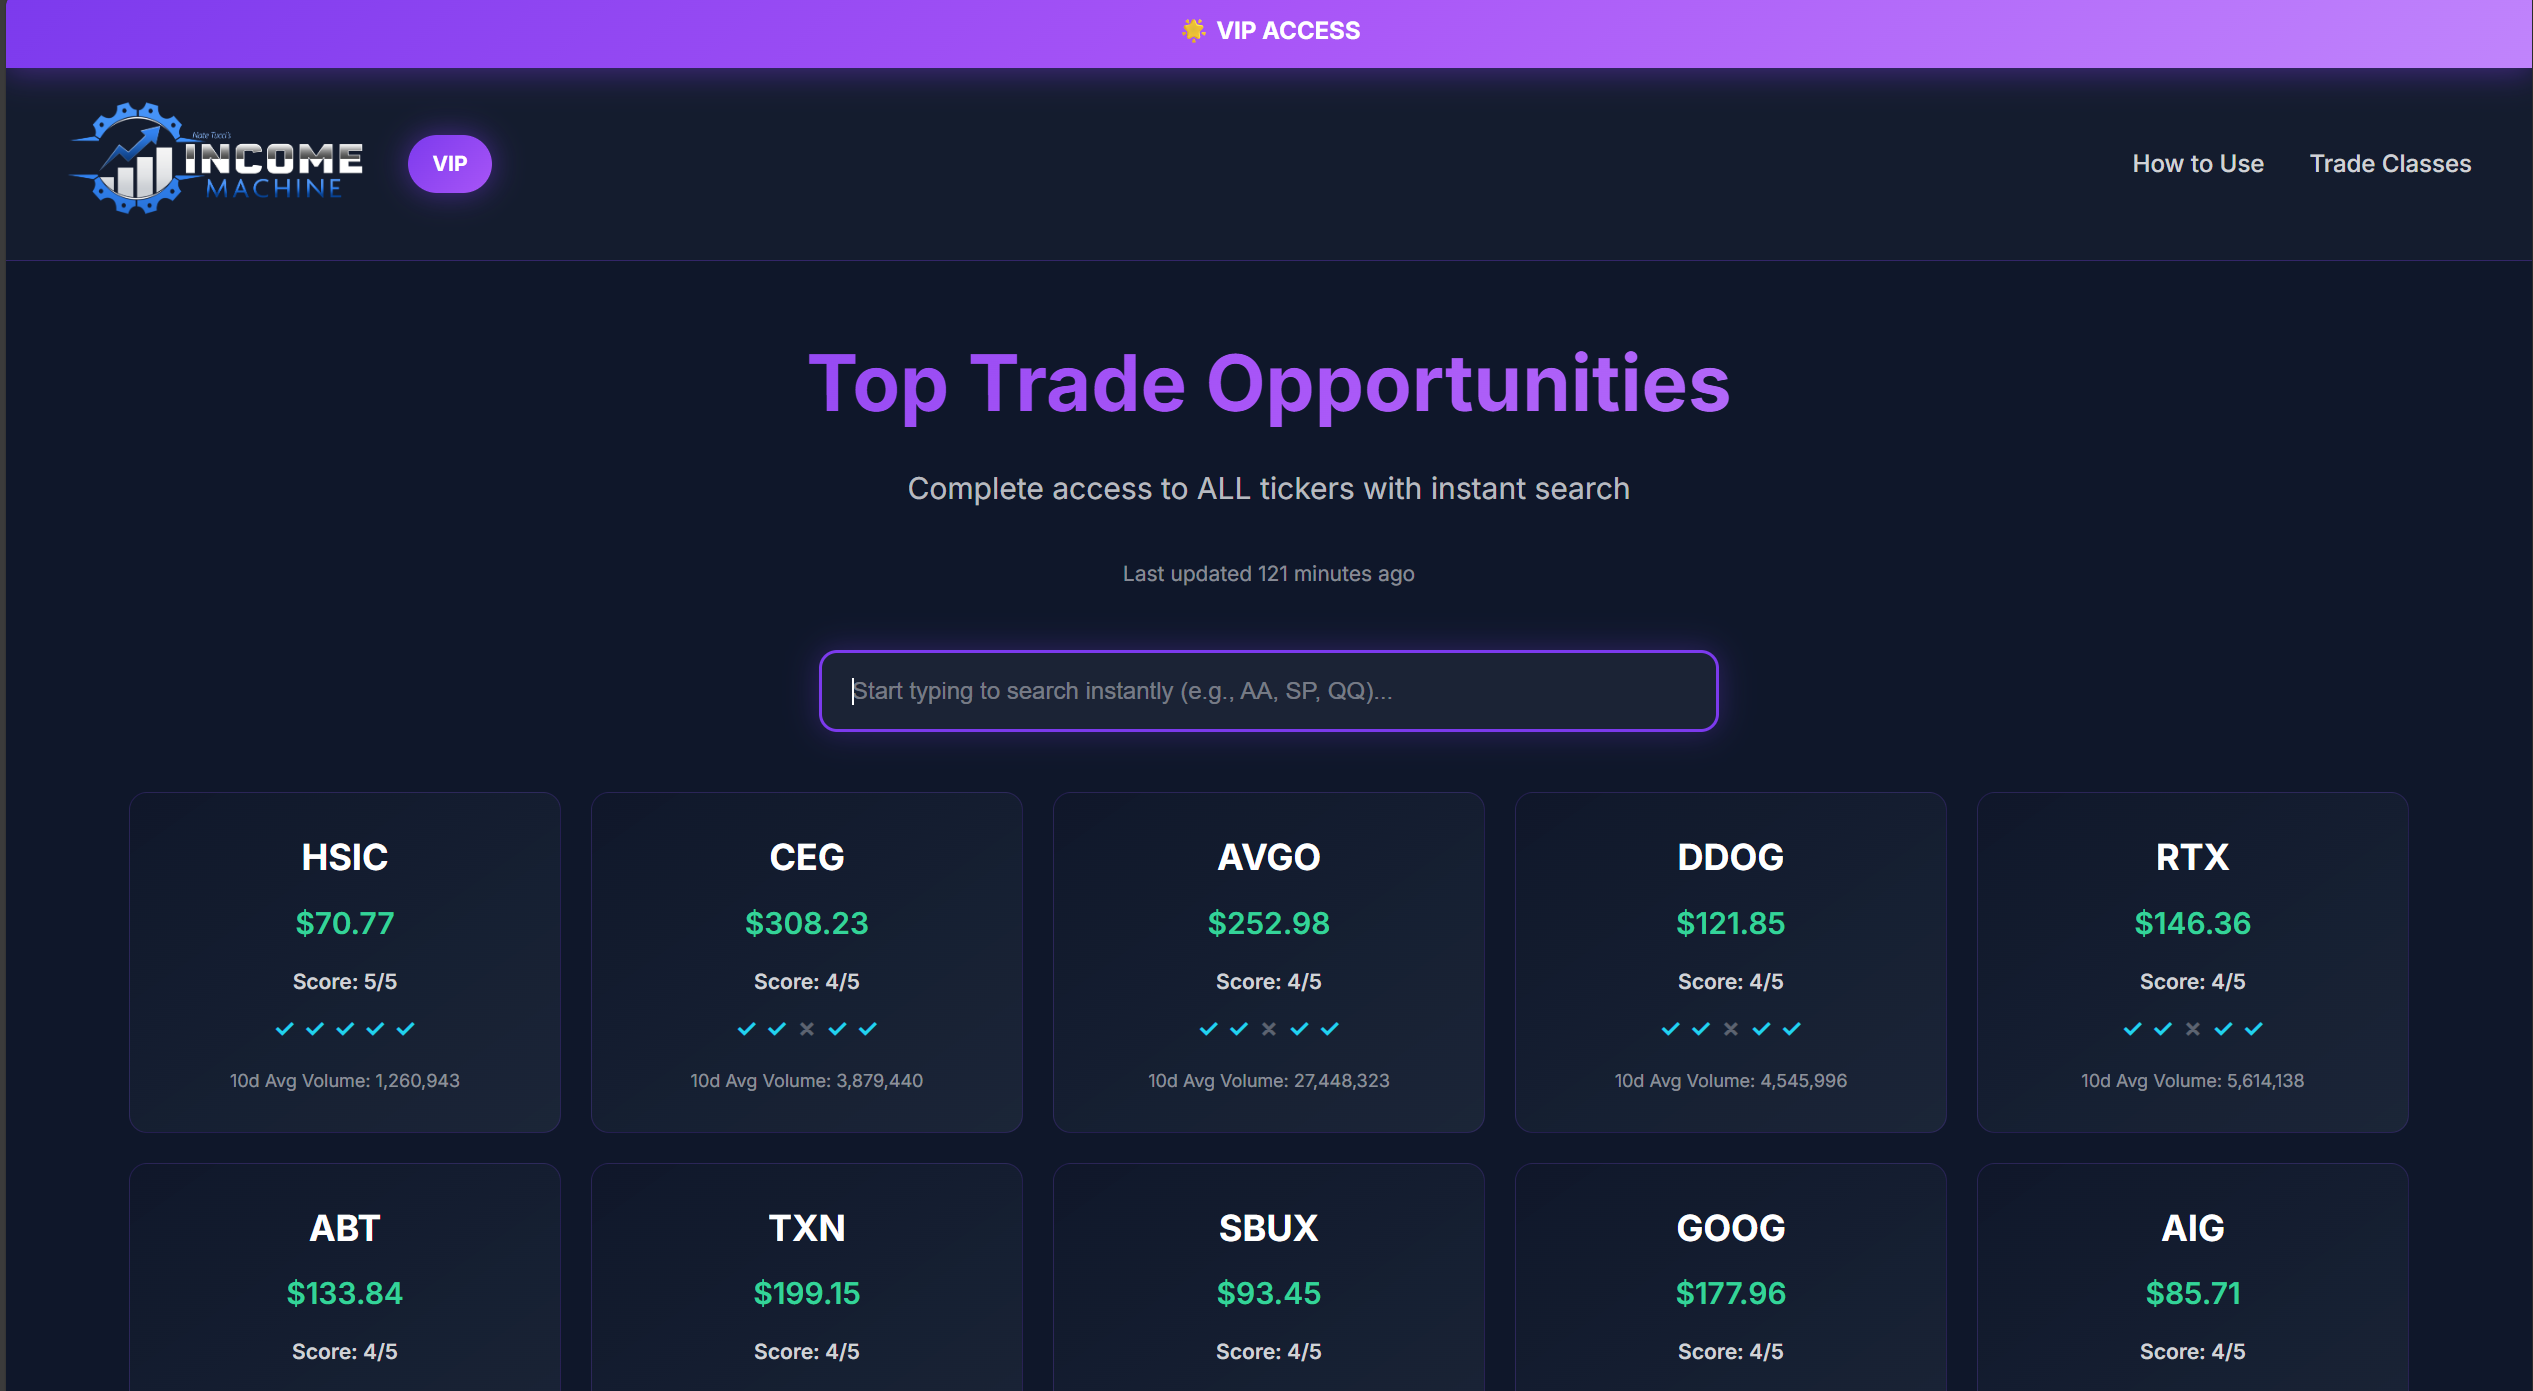 🌟 VIP ACCESS
Nate Tucci's
INCOME
MACHINE
VIP
How to Use
Trade Classes
Top Trade Opportunities
Complete access to ALL tickers with instant search
Last updated 121 minutes ago
Start typing to search instantly (e.g., AA, SP, QQ)...
HSIC
$70.77
Score: 5/5
✓ ✓ ✓ ✓ ✓
10d Avg Volume: 1,260,943
CEG
$308.23
Score: 4/5
✓ ✓ × ✓ ✓
10d Avg Volume: 3,879,440
AVGO
$252.98
Score: 4/5
✓ ✓ × ✓ ✓
10d Avg Volume: 27,448,323
DDOG
$121.85
Score: 4/5
✓ ✓ × ✓ ✓
10d Avg Volume: 4,545,996
RTX
$146.36
Score: 4/5
✓ ✓ × ✓ ✓
10d Avg Volume: 5,614,138
ABT
$133.84
Score: 4/5
TXN
$199.15
Score: 4/5
SBUX
$93.45
Score: 4/5
GOOG
$177.96
Score: 4/5
AIG
$85.71
Score: 4/5